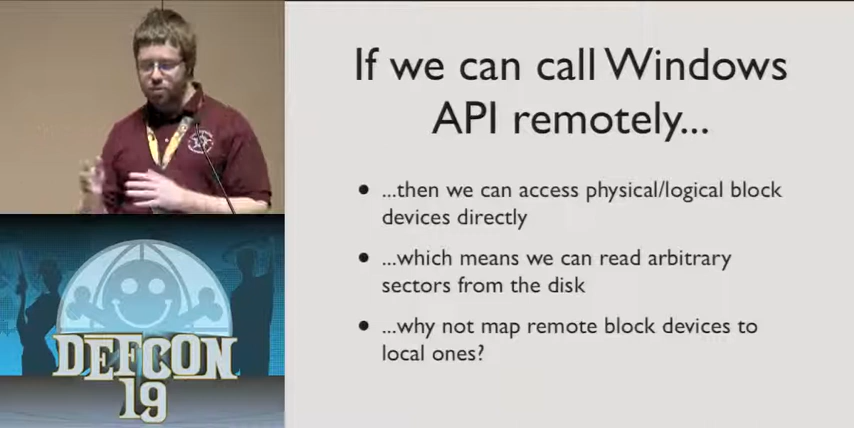 If we can call Windows
API remotely...
• ...then we can access physical/logical block
devices directly
• ...which means we can read arbitrary
sectors from the disk
• ...why not map remote block devices to
local ones?
DEFCON
19